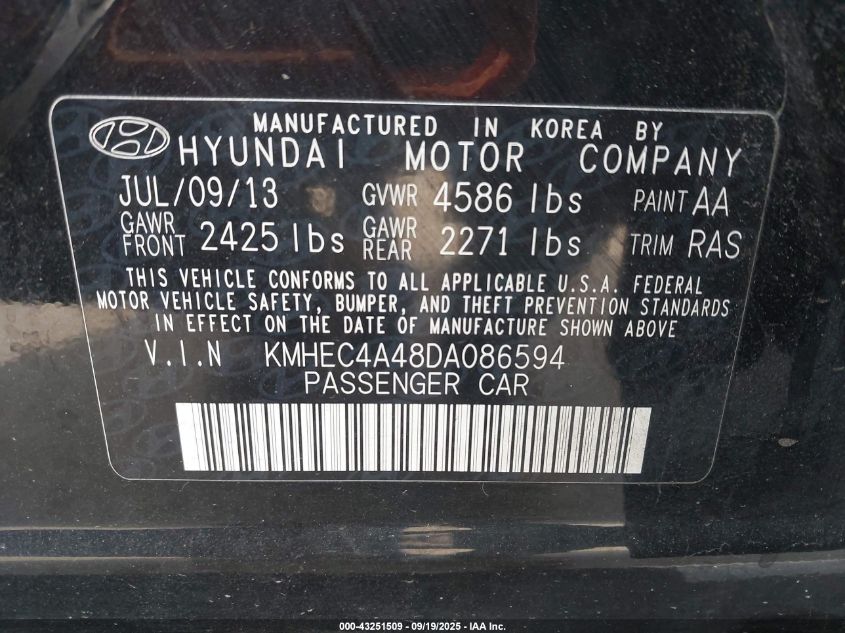 MANUFACTURED IN KOREA BY
HYUNDAI MOTOR COMPANY
JUL/09/13 GVWR 4586 lbs PAINT AA
GAWR FRONT 2425 lbs GAWR REAR 2271 lbs TRIM RAS
THIS VEHICLE CONFORMS TO ALL APPLICABLE U.S.A. FEDERAL
MOTOR VEHICLE SAFETY, BUMPER, AND THEFT PREVENTION STANDARDS
IN EFFECT ON THE DATE OF MANUFACTURE SHOWN ABOVE
V.I.N KMHEC4A48DA086594
PASSENGER CAR
000-43251509 - 09/19/2025 - IAA Inc.